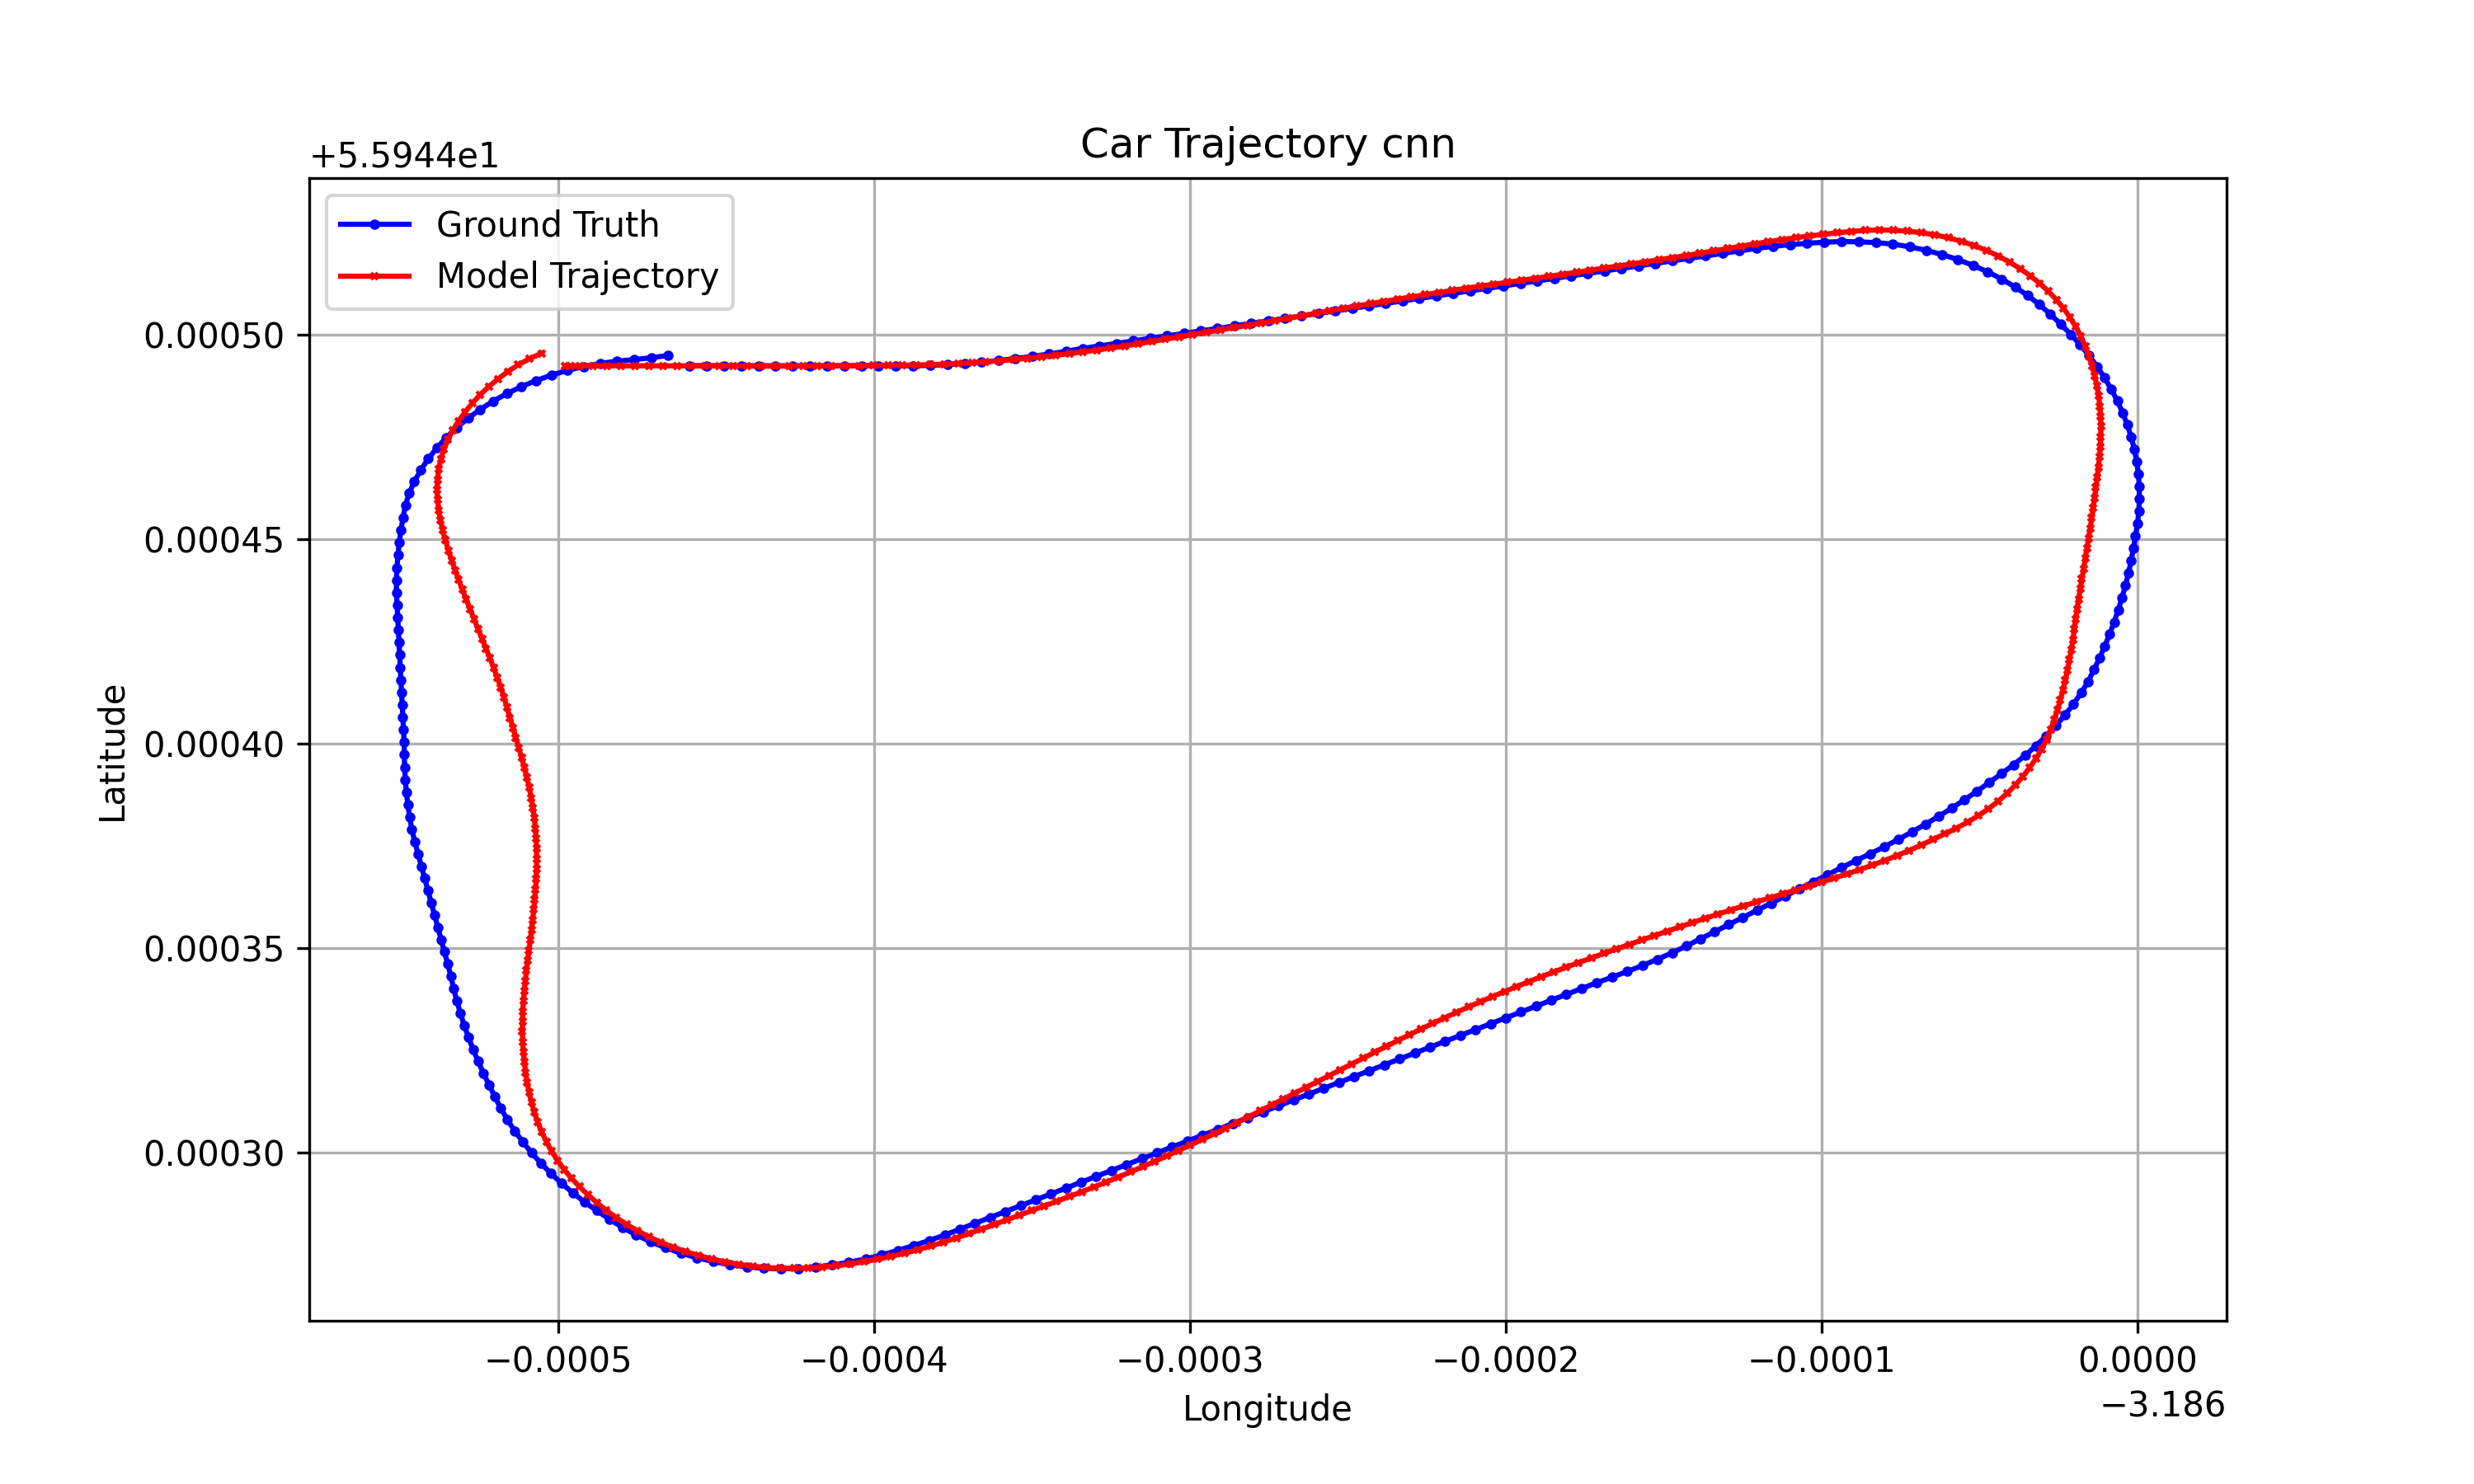 Car Trajectory cnn
+5.5944e1
Ground Truth
Model Trajectory
0.00050
0.00045
0.00040
0.00035
0.00030
Latitude
−0.0005
−0.0004
−0.0003
−0.0002
−0.0001
0.0000
Longitude
−3.186